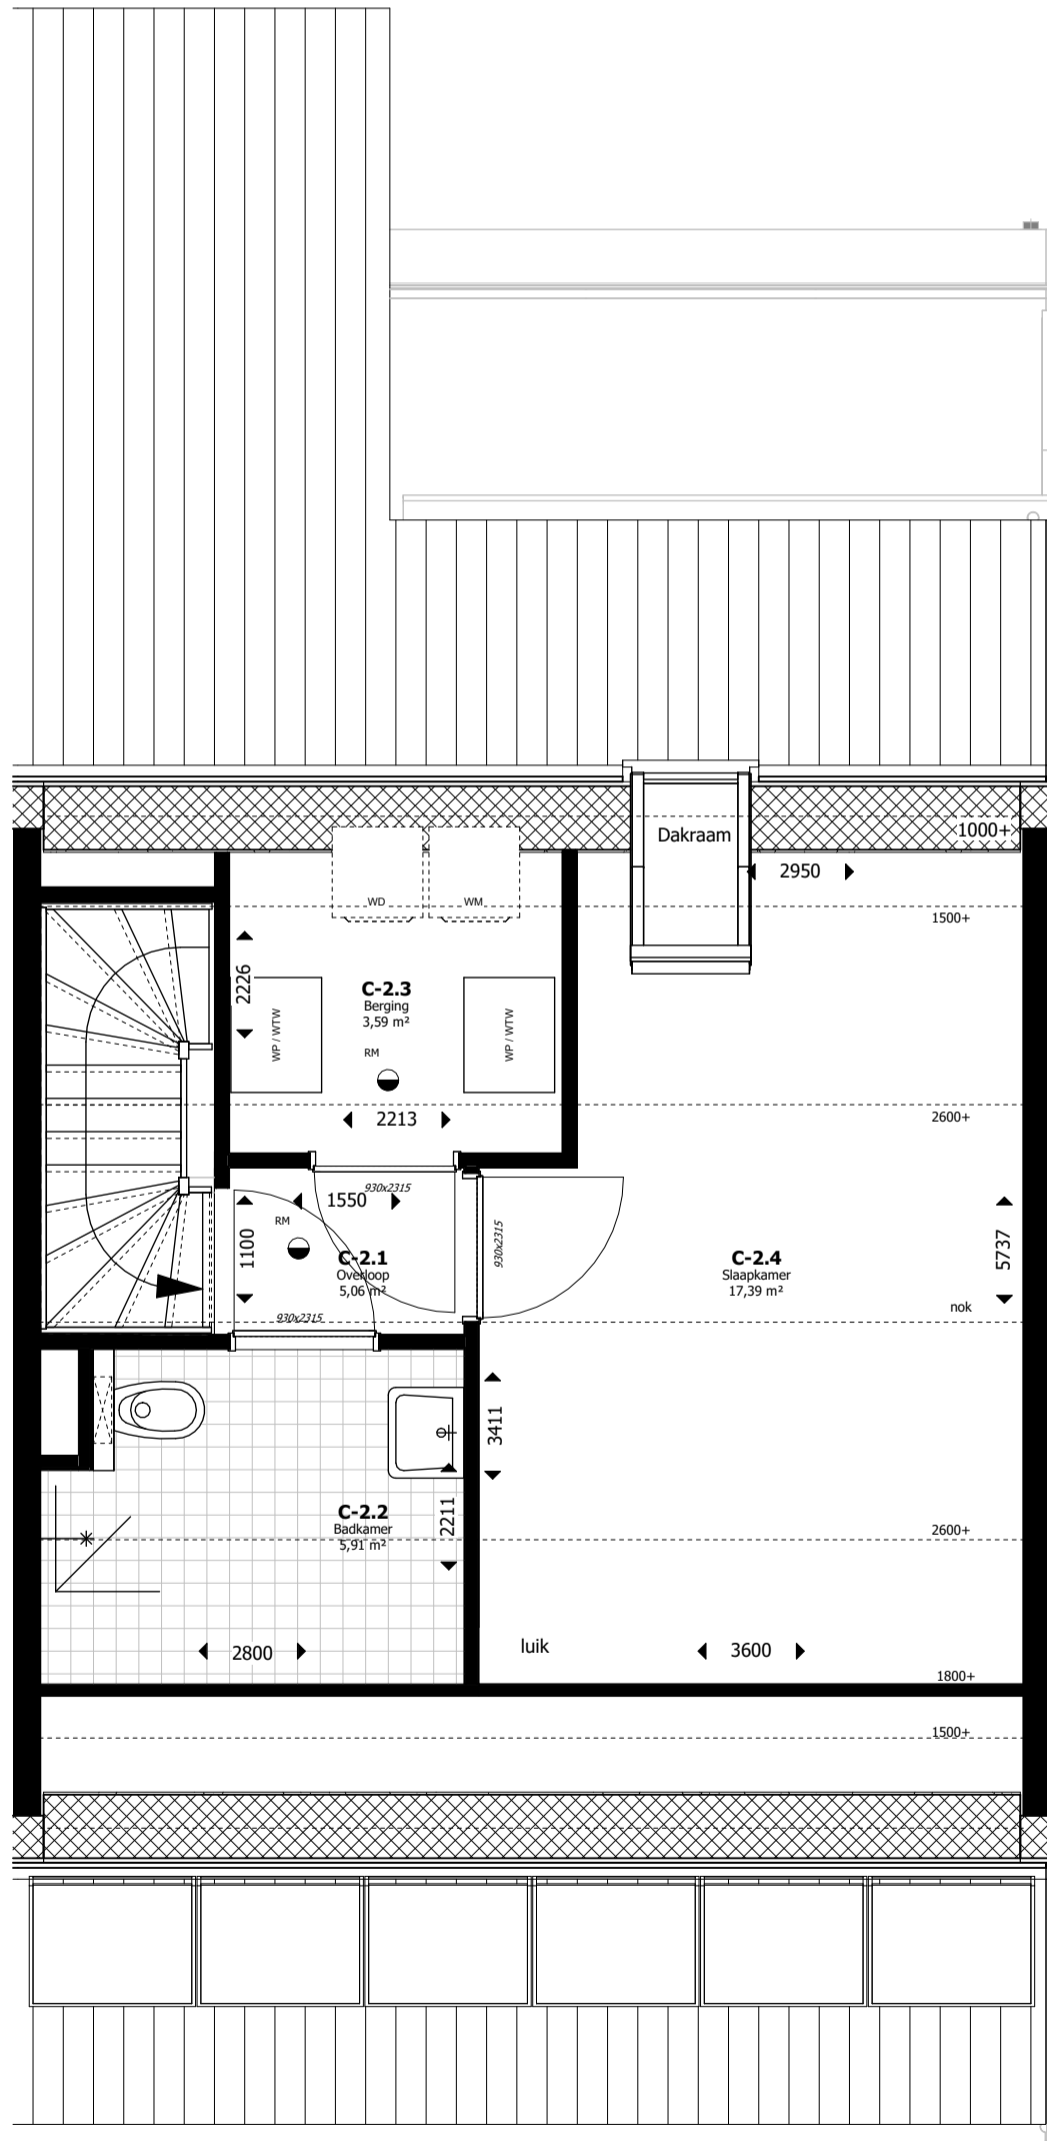 Dakraam
1000+
2950
WD
WM
1500+
2226
C-2.3
Berging
3,59 m²
WP / WTW
WP / WTW
RM
2213
2600+
930x2315
1550
RM
1100
C-2.1
Overloop
5,06 m²
930x2315
930x2315
C-2.4
Slaapkamer
17,39 m²
5737
nok
3411
C-2.2
Badkamer
5,91 m²
2211
2600+
2800
luik
3600
1800+
1500+